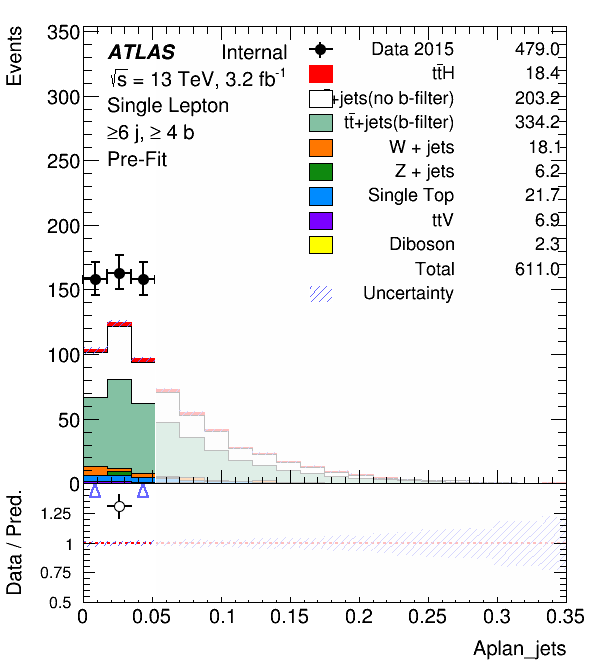 Events
350
300
250
200
150
100
50
0
ATLAS Internal
√s = 13 TeV, 3.2 fb-1
Single Lepton
≥6 j, ≥ 4 b
Pre-Fit
Data 2015 479.0
tt̄H 18.4
+jets(no b-filter) 203.2
tt̄+jets(b-filter) 334.2
W + jets 18.1
Z + jets 6.2
Single Top 21.7
ttV 6.9
Diboson 2.3
Total 611.0
Uncertainty
Data / Pred.
1.25
1
0.75
0.5
0 0.05 0.1 0.15 0.2 0.25 0.3 0.35
Aplan_jets